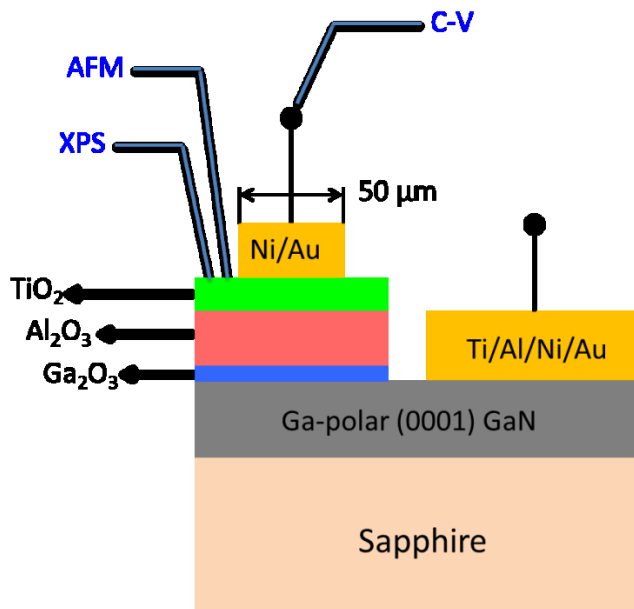 C-V
AFM
XPS
50 μm
Ni/Au
TiO₂
Al₂O₃
Ga₂O₃
Ti/Al/Ni/Au
Ga-polar (0001) GaN
Sapphire